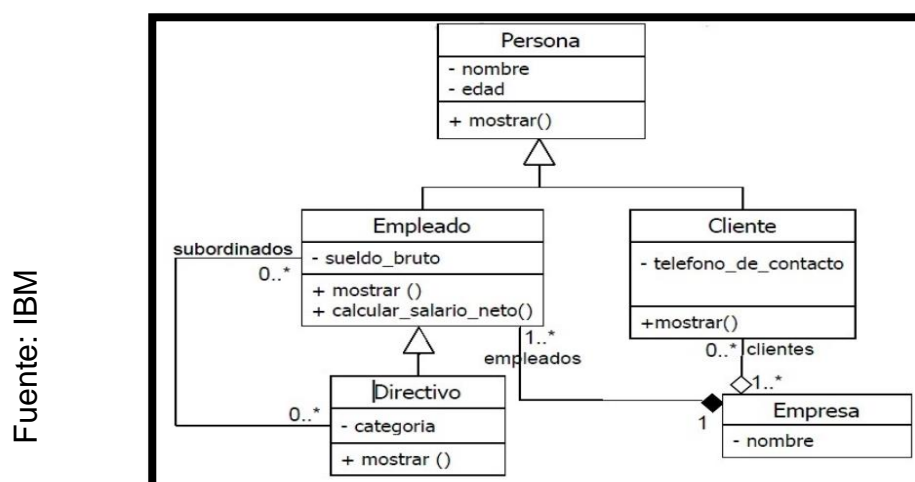 Fuente: IBM
Persona
- nombre
- edad
+ mostrar()
Empleado
- sueldo_bruto
+ mostrar ()
+ calcular_salario_neto()
Cliente
- telefono_de_contacto
+mostrar()
subordinados
0..*
1..*
empleados
0..*
clientes
Directivo
- categoria
+ mostrar ()
0..*
1..*
1
Empresa
- nombre